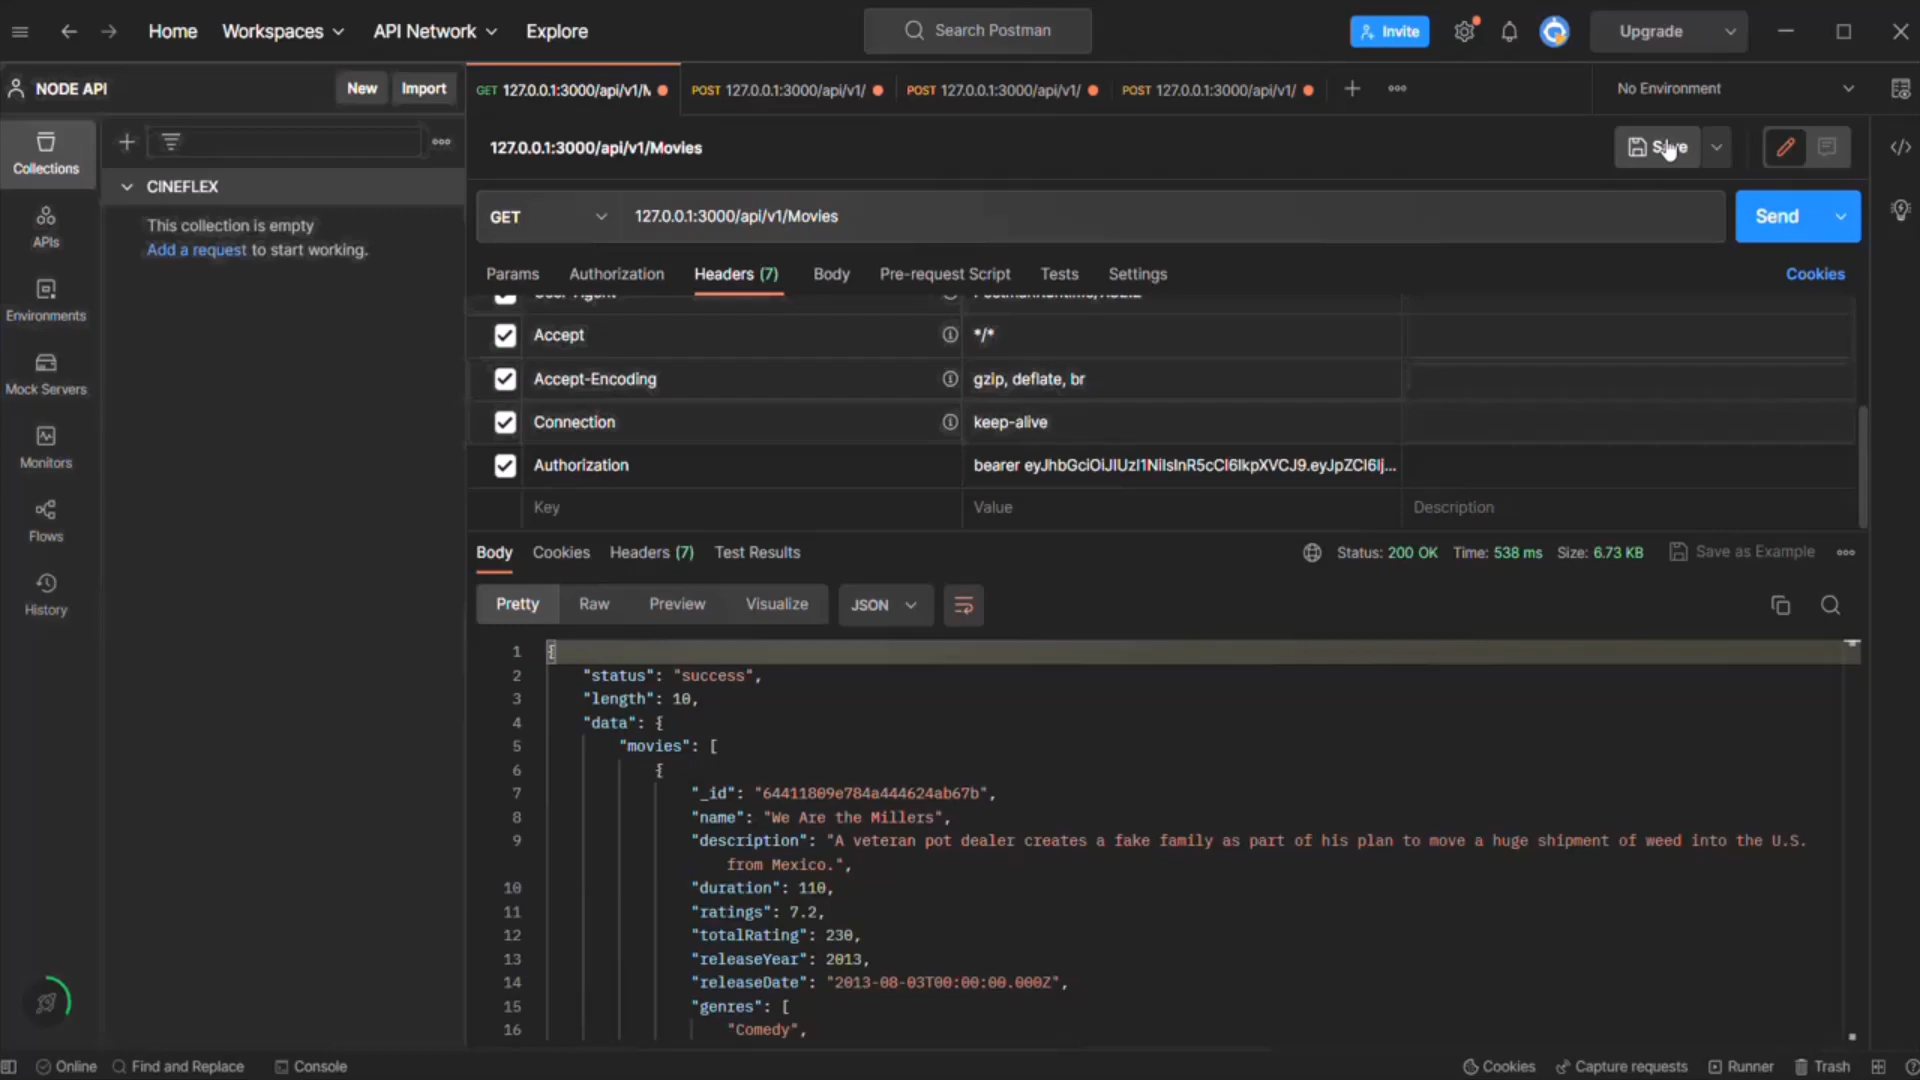 Home Workspaces API Network Explore Search Postman Invite Upgrade
NODE API New Import GET 127.0.0.1:3000/api/v1/M POST 127.0.0.1:3000/api/v1/ POST 127.0.0.1:3000/api/v1/ POST 127.0.0.1:3000/api/v1/ No Environment
Collections
127.0.0.1:3000/api/v1/Movies Save
CINEFLEX
This collection is empty
Add a request to start working.
APIs
Environments
Mock Servers
Monitors
Flows
History
GET 127.0.0.1:3000/api/v1/Movies Send
Params Authorization Headers (7) Body Pre-request Script Tests Settings Cookies
Accept */*
Accept-Encoding gzip, deflate, br
Connection keep-alive
Authorization
Key Value Description
Body Cookies Headers (7) Test Results Status: 200 OK Time: 538 ms Size: 6.73 KB Save as Example
Pretty Raw Preview Visualize JSON
1 {
2 "status": "success",
3 "length": 10,
4 "data": {
5 "movies": [
6 {
7 "_id": "64411809e784a444624ab67b",
8 "name": "We Are the Millers",
9 "description": "A veteran pot dealer creates a fake family as part of his plan to move a huge shipment of weed into the U.S.
from Mexico.",
10 "duration": 110,
11 "ratings": 7.2,
12 "totalRating": 230,
13 "releaseYear": 2013,
14 "releaseDate": "2013-08-03T00:00:00.000Z",
15 "genres": [
16 "Comedy",
Online Find and Replace Console Cookies Capture requests Runner Trash